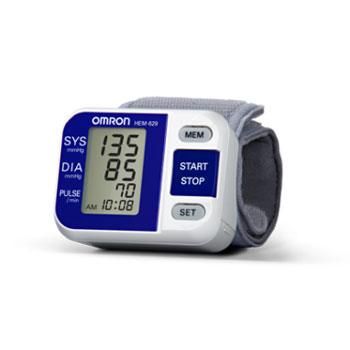 OMRON HEM-629
SYS mmHg 135
DIA mmHg 85
PULSE /min 70
AM 10:08
MEM
START
STOP
SET